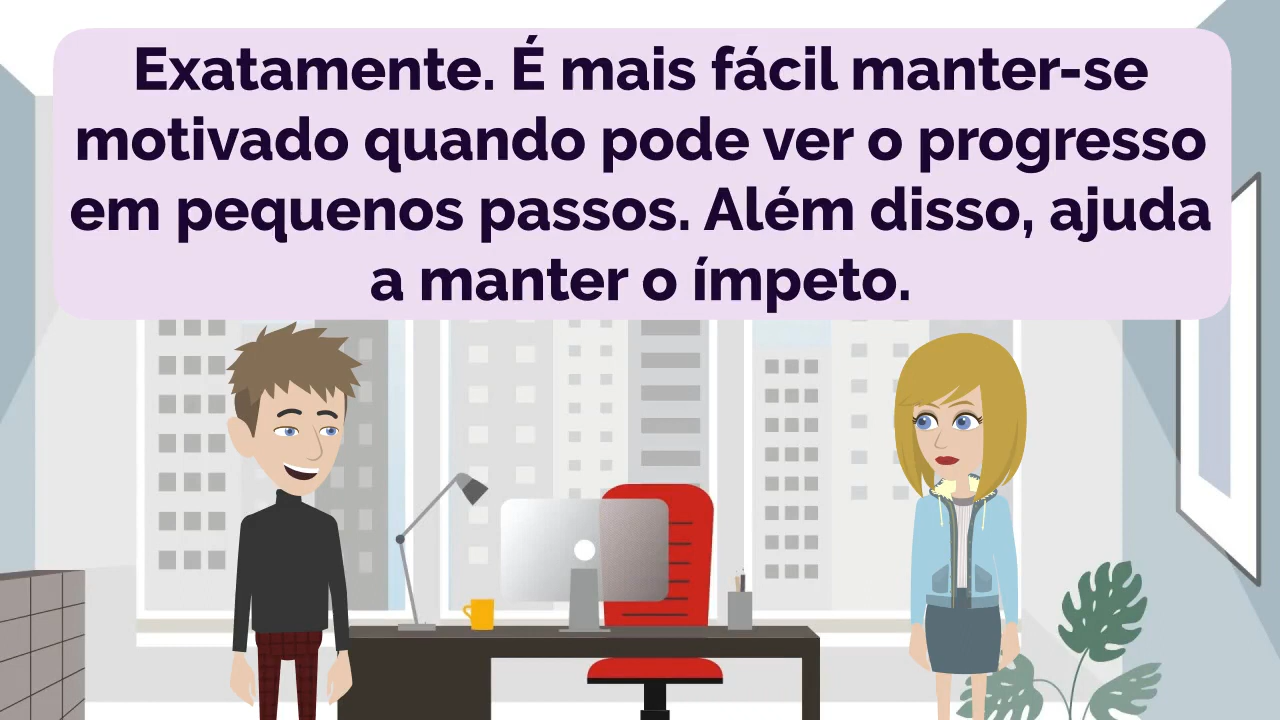 Exatamente. É mais fácil manter-se
motivado quando pode ver o progresso
em pequenos passos. Além disso, ajuda
a manter o ímpeto.